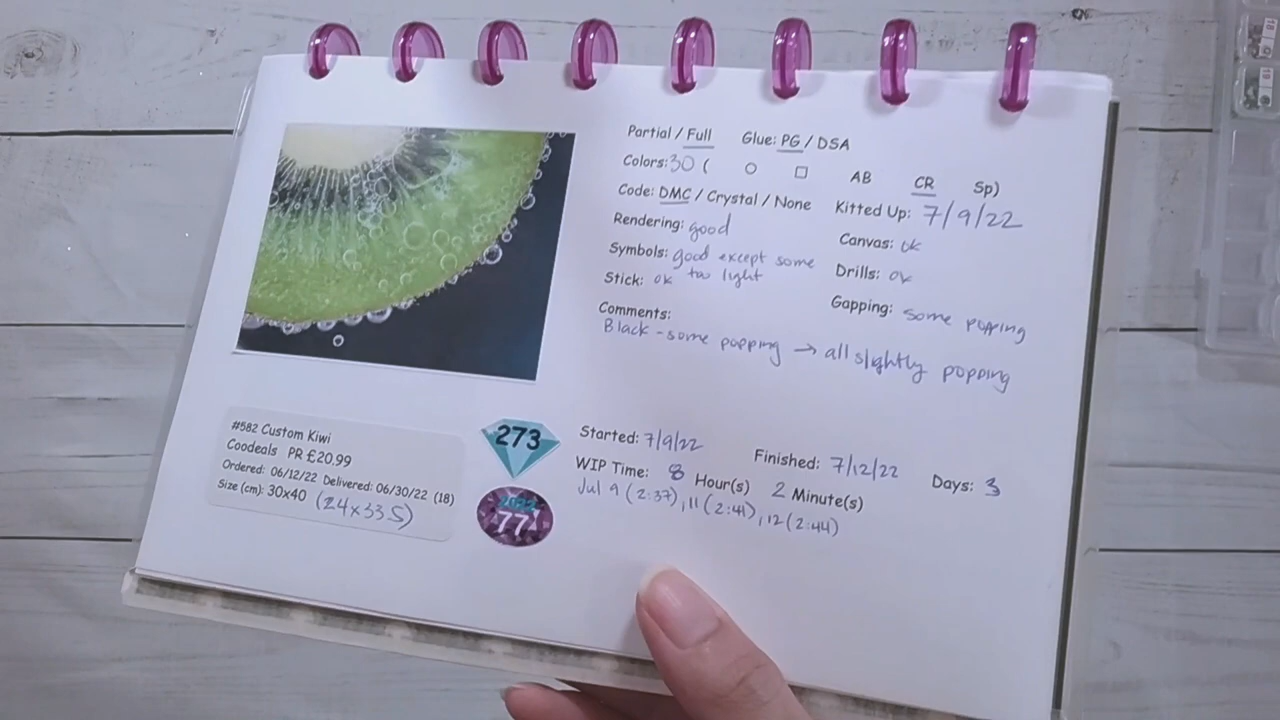 Partial / Full Glue: PG / DSA
Colors: 30 ( ○ □ AB CR Sp)
Code: DMC / Crystal / None Kitted Up: 7/9/22
Rendering: good Canvas: ok
Symbols: good except some too light Drills: ok
Stick: ok Gapping: some popping
Comments:
Black - some popping → all slightly popping
#582 Custom Kiwi
Coodeals PR £20.99
Ordered: 06/12/22 Delivered: 06/30/22 (18)
Size (cm): 30x40 (24x33.5)
273
2022
77
Started: 7/9/22 Finished: 7/12/22 Days: 3
WIP Time: 8 Hour(s) 2 Minute(s)
Jul 9 (2:37), 11 (2:41), 12 (2:44)